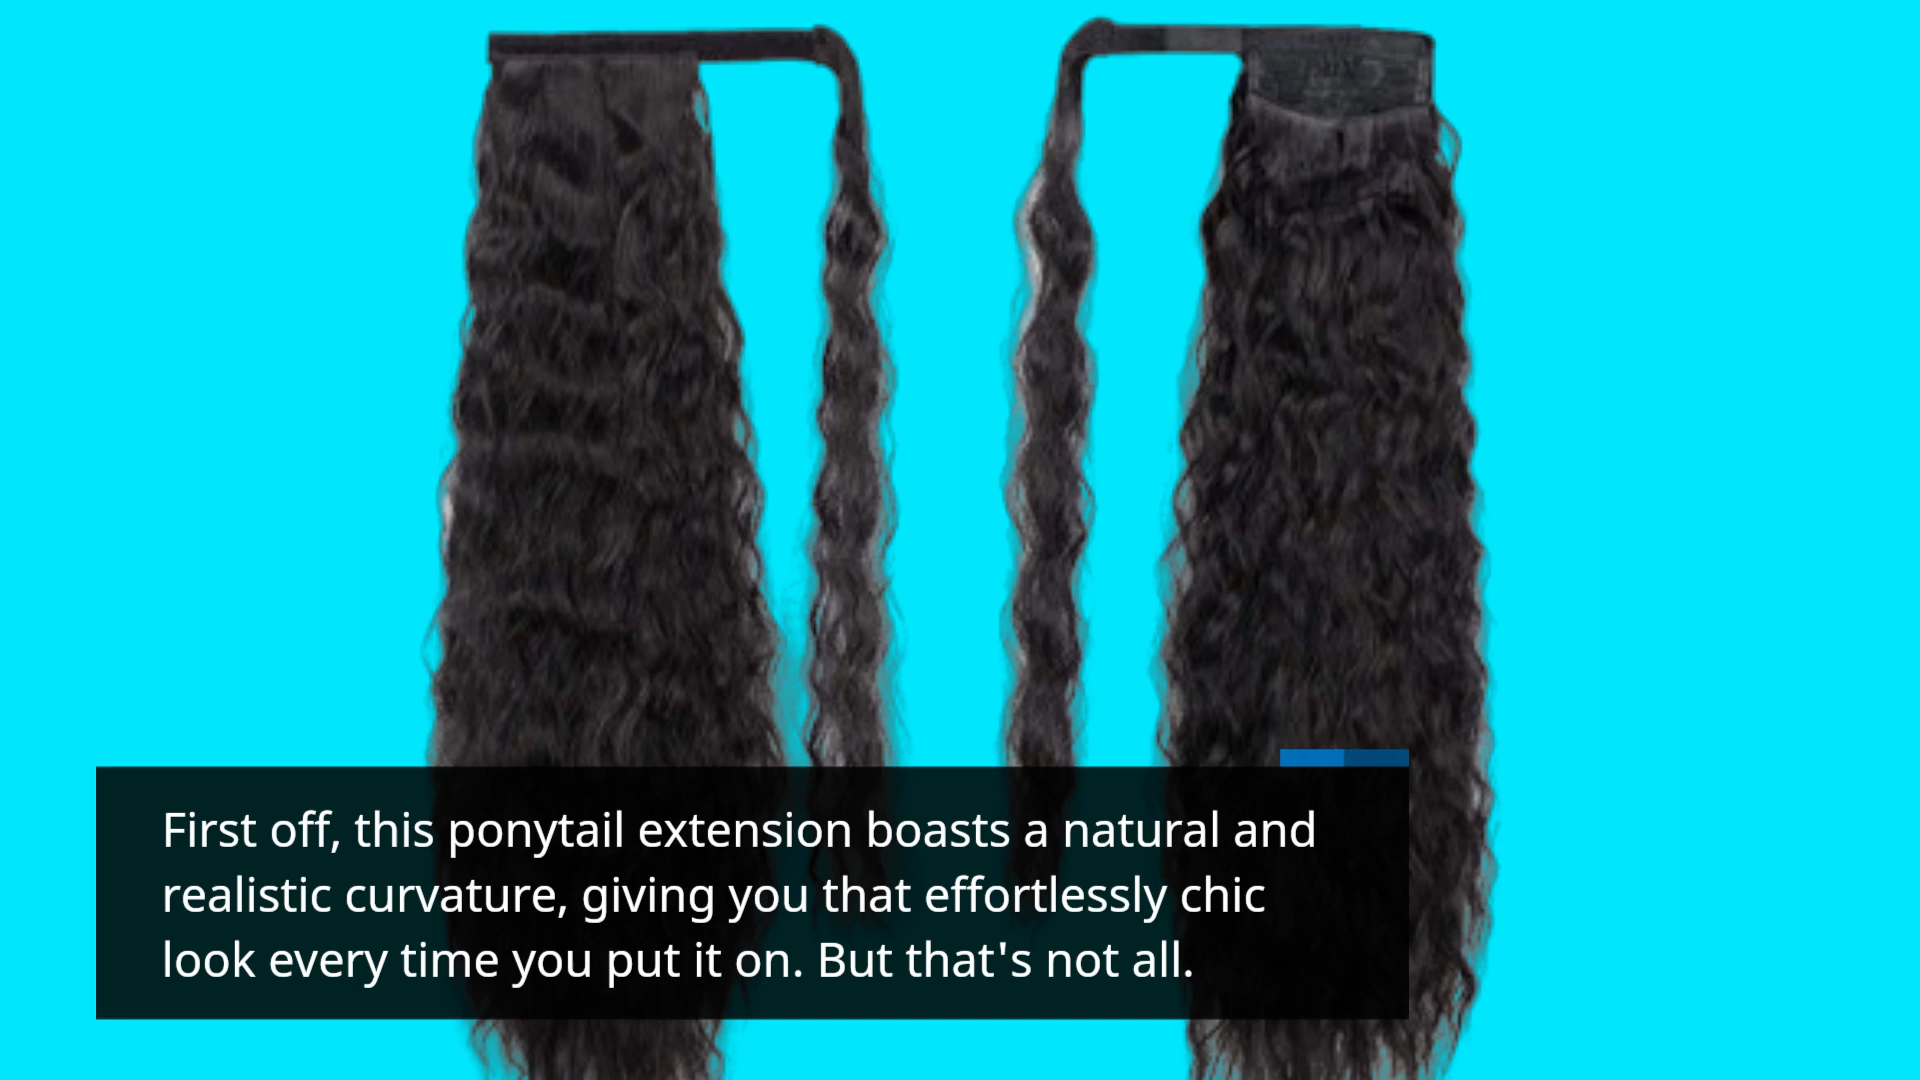 First off, this ponytail extension boasts a natural and
realistic curvature, giving you that effortlessly chic
look every time you put it on. But that's not all.